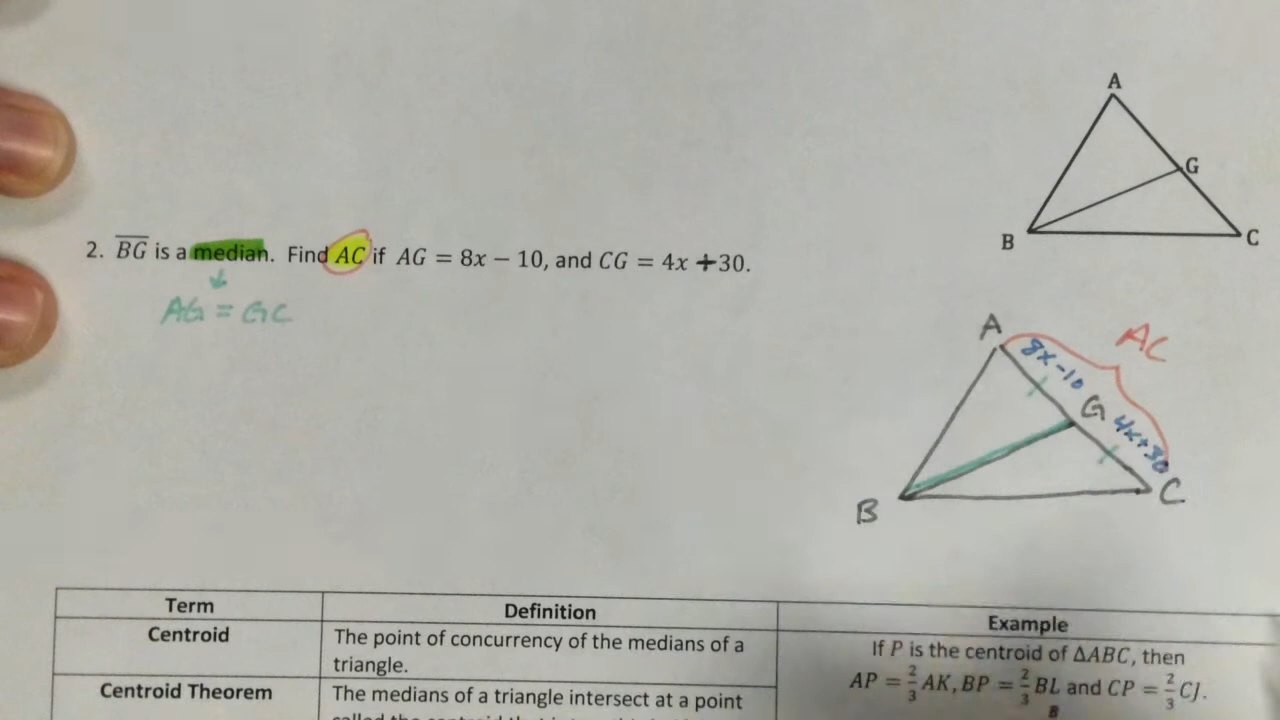 A
G
B
C
2. BG is a median. Find AC if AG = 8x − 10, and CG = 4x +30.
AG = GC
A
AC
8x-10
G
4x+30
B
C
Term Definition Example
Centroid The point of concurrency of the medians of a triangle.
If P is the centroid of ΔABC, then
AP = 2/3 AK, BP = 2/3 BL and CP = 2/3 CJ.
Centroid Theorem The medians of a triangle intersect at a point
B